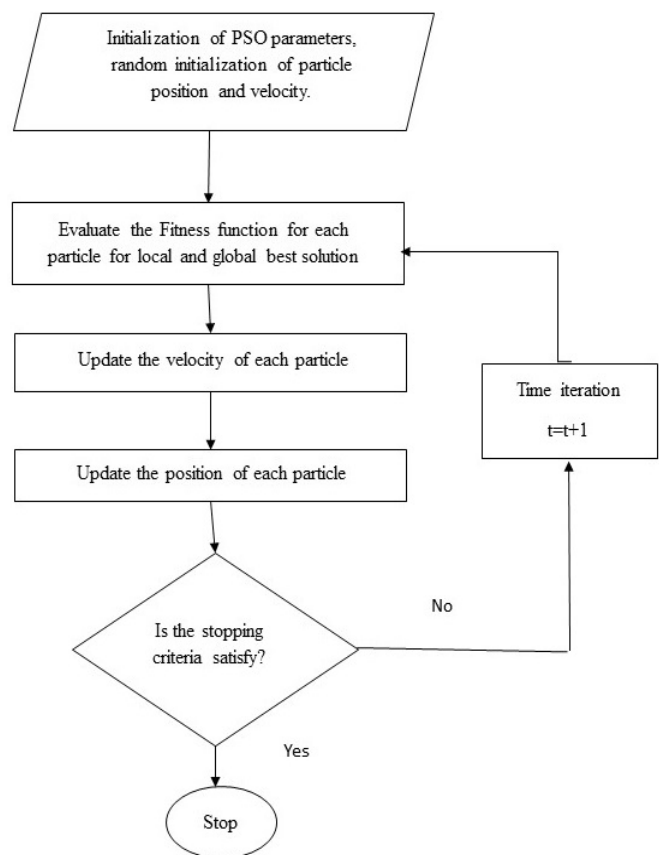 Initialization of PSO parameters,
random initialization of particle
position and velocity.
Evaluate the Fitness function for each
particle for local and global best solution
Update the velocity of each particle
Time iteration
t=t+1
Update the position of each particle
No
Is the stopping
criteria satisfy?
Yes
Stop